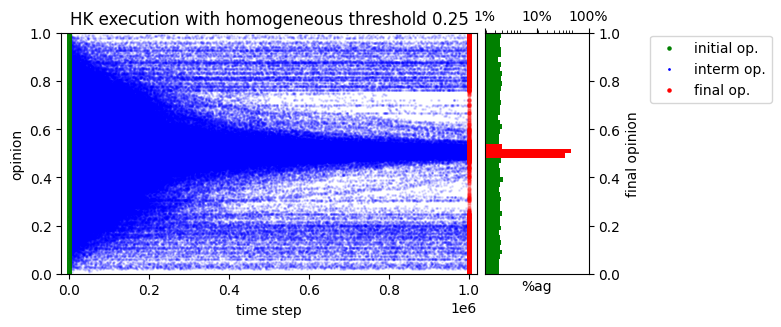 HK execution with homogeneous threshold 0.25
1% 10% 100%
initial op.
interm op.
final op.
1.0
0.8
0.6
0.4
0.2
0.0
opinion
0.0 0.2 0.4 0.6 0.8 1.0
1e6
time step
%ag
1.0
0.8
0.6
0.4
0.2
0.0
final opinion